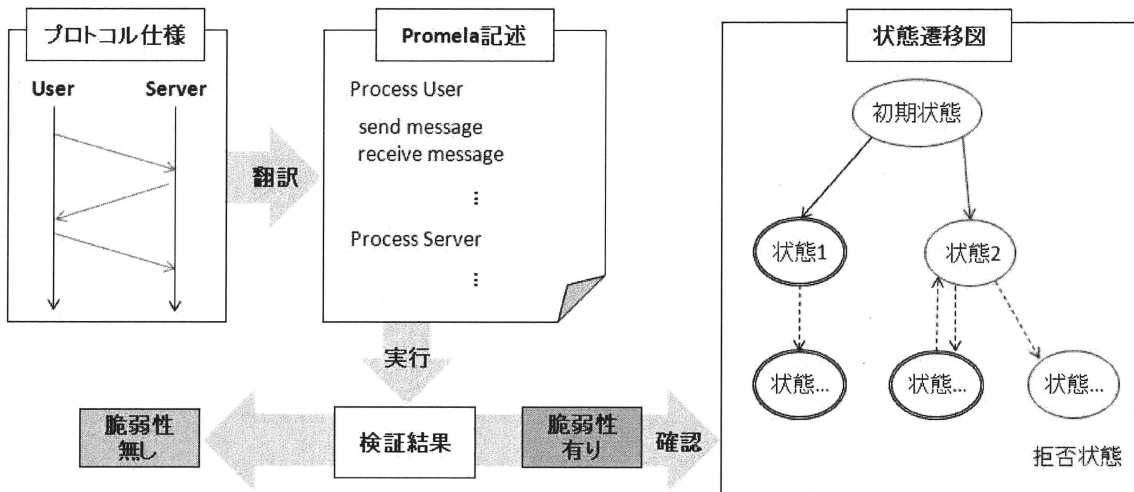 プロトコル仕様
User
Server
翻訳
Promela記述
Process User
send message
receive message
⋮
Process Server
⋮
実行
検証結果
脆弱性
無し
脆弱性
有り
確認
状態遷移図
初期状態
状態1
状態2
状態...
状態...
状態...
拒否状態